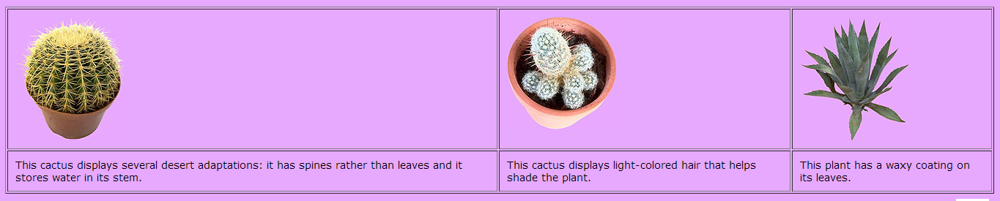 This cactus displays several desert adaptations: it has spines rather than leaves and it
stores water in its stem.
This cactus displays light-colored hair that helps
shade the plant.
This plant has a waxy coating on
its leaves.